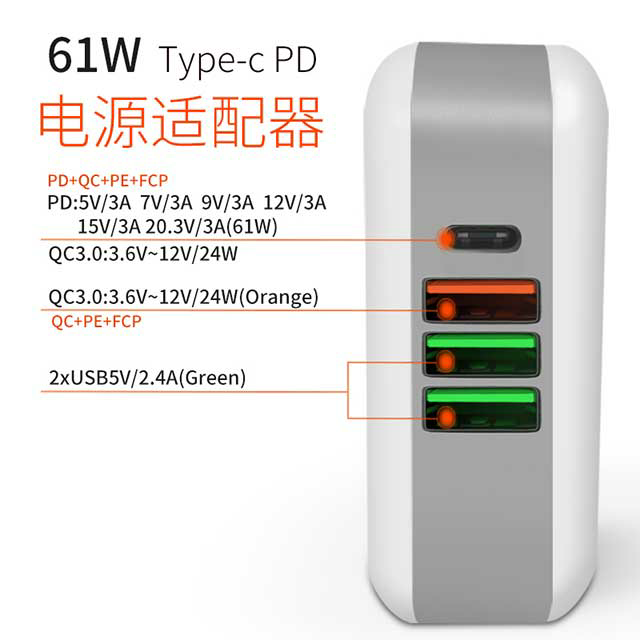 61W Type-c PD
电源适配器
PD+QC+PE+FCP
PD:5V/3A 7V/3A 9V/3A 12V/3A
15V/3A 20.3V/3A(61W)
QC3.0:3.6V~12V/24W
QC3.0:3.6V~12V/24W(Orange)
QC+PE+FCP
2xUSB5V/2.4A(Green)